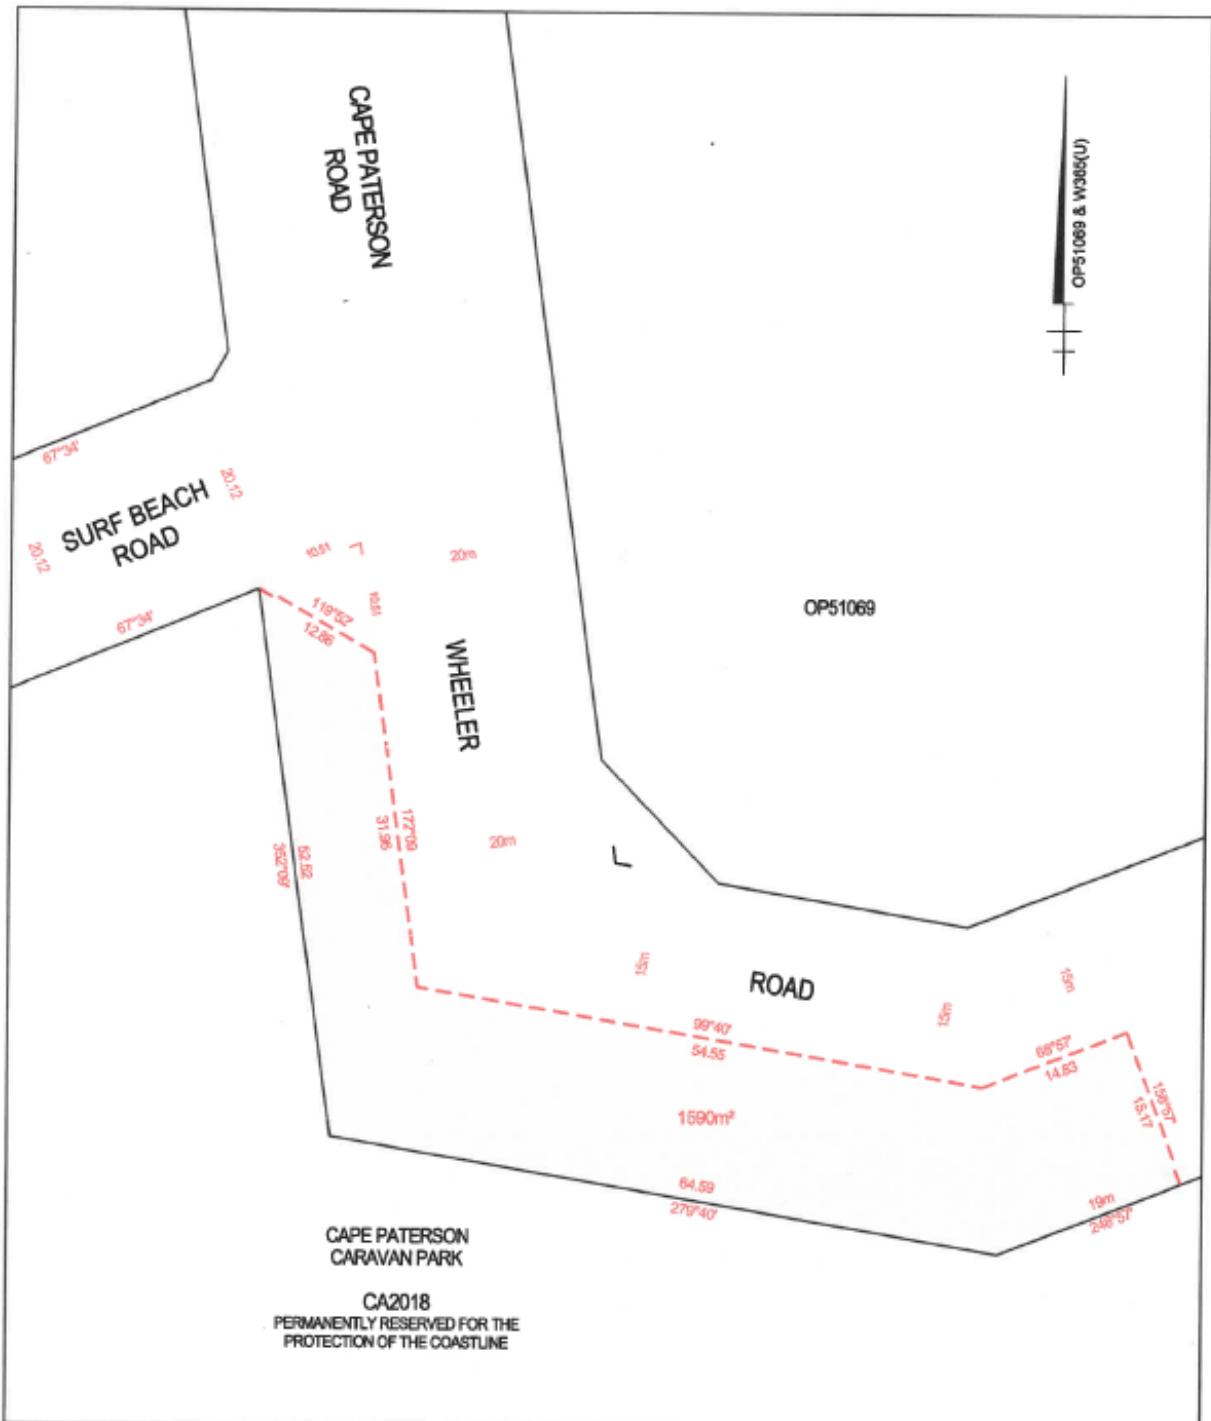 CAPE PATERSON
ROAD
OP51069 & W366(U)
67°34'
20.12
SURF BEACH
ROAD
20.12
10.51
20m
67°34'
119°52'
12.86
10.51
OP51069
WHEELER
172°09
31.96
20m
52.52
352°09'
15m
ROAD
15m
15m
99°40'
54.55
68°57'
14.83
158°57'
15.17
1590m²
64.59
279°40'
19m
248°57'
CAPE PATERSON
CARAVAN PARK
CA2018
PERMANENTLY RESERVED FOR THE
PROTECTION OF THE COASTLINE